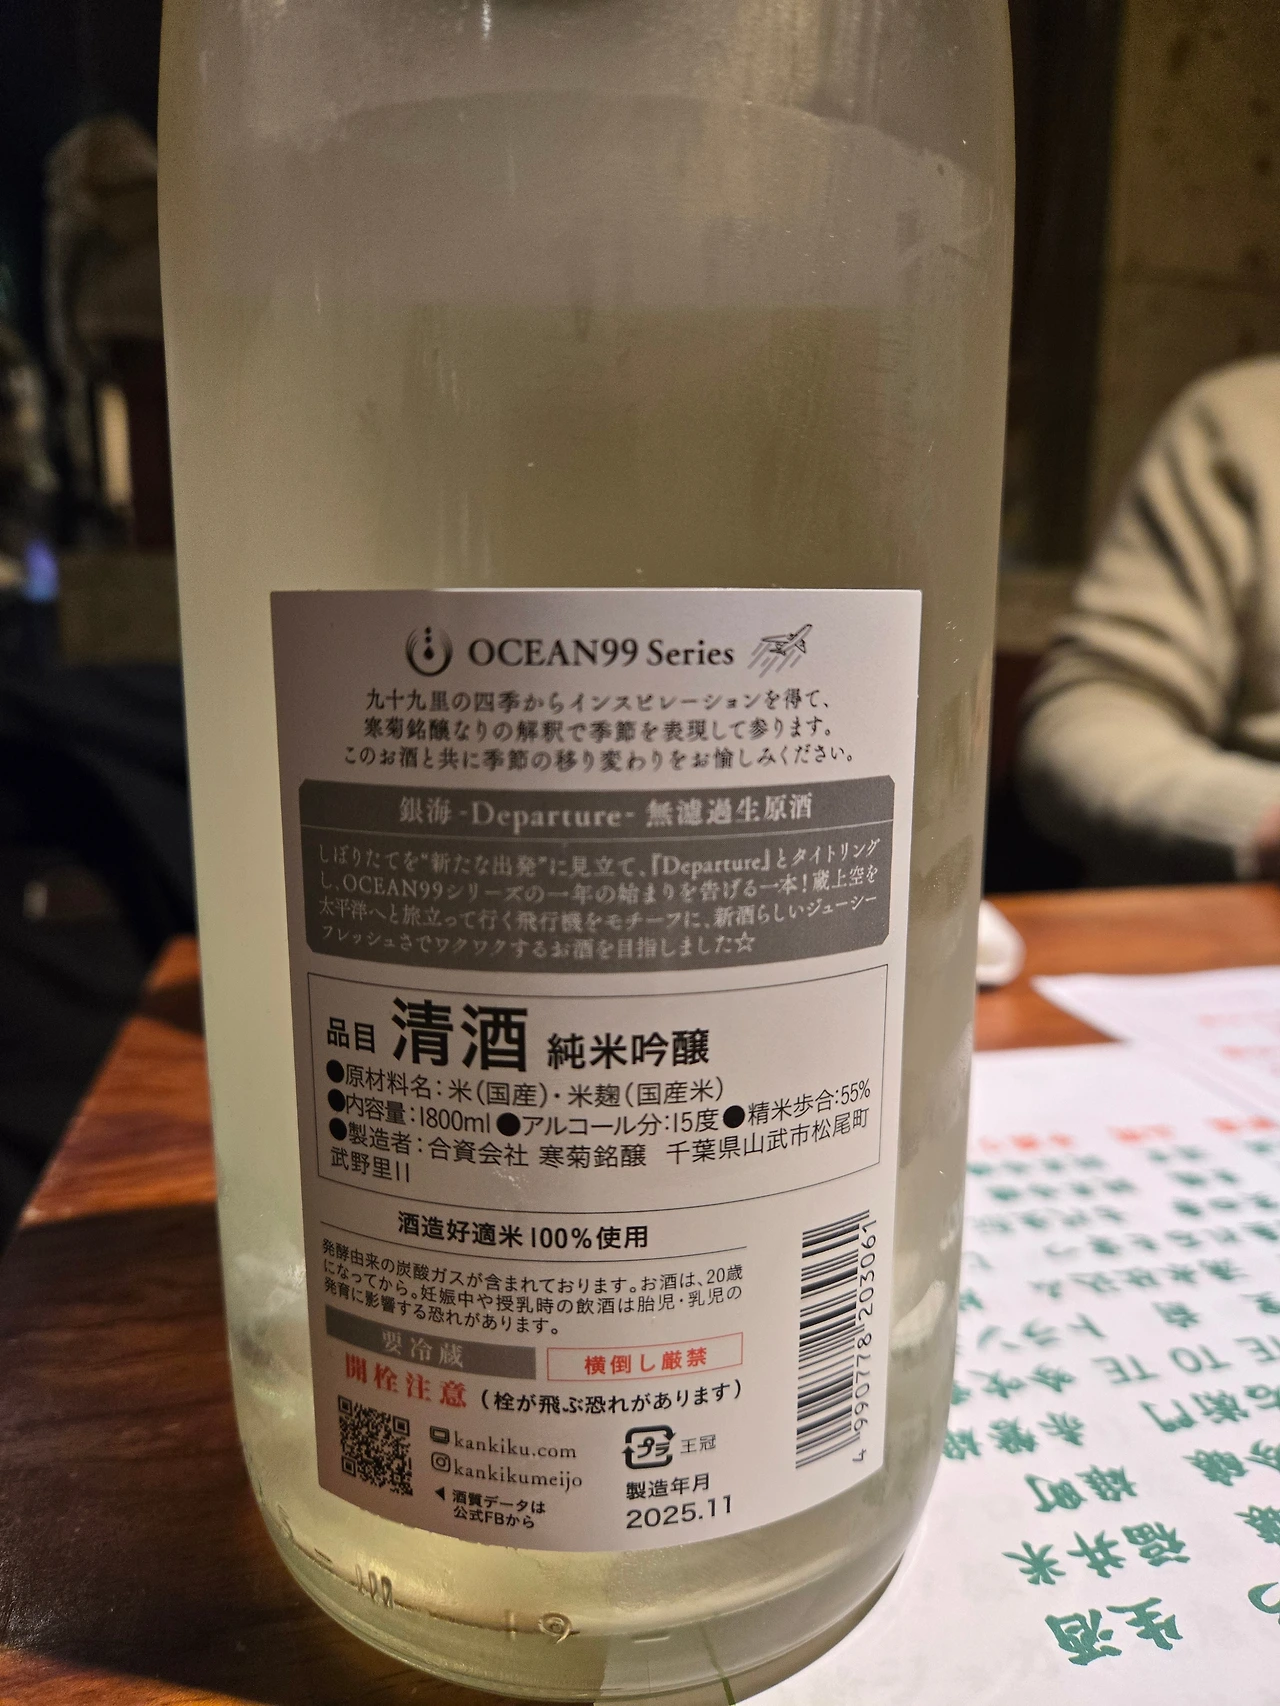 OCEAN99 Series
九十九里の四季からインスピレーションを得て、
寒菊銘醸なりの解釈で季節を表現して参ります。
このお酒と共に季節の移り変わりをお愉しみください。
銀海 -Departure- 無濾過生原酒
しぼりたてを“新たな出発”に見立て、『Departure』とタイトリング
し、OCEAN99シリーズの一年の始まりを告げる一本！蔵上空を
太平洋へと旅立って行く飛行機をモチーフに、新酒らしいジューシー
フレッシュさでワクワクするお酒を目指しました☆
品目 清酒 純米吟醸
●原材料名：米（国産）・米麹（国産米）
●内容量：1800ml ●アルコール分：15度 ●精米歩合：55%
●製造者：合資会社 寒菊銘醸 千葉県山武市松尾町
武野里11
酒造好適米100%使用
発酵由来の炭酸ガスが含まれております。お酒は、20歳
になってから。妊娠中や授乳時の飲酒は胎児・乳児の
発育に影響する恐れがあります。
要冷蔵
横倒し厳禁
開栓注意（栓が飛ぶ恐れがあります）
kankiku.com
kankikumeijo
◀ 酒質データは
公式FBから
プラ 王冠
製造年月
2025.11
4 990778 203061
生酒
福井米
雄町
TE TO TE